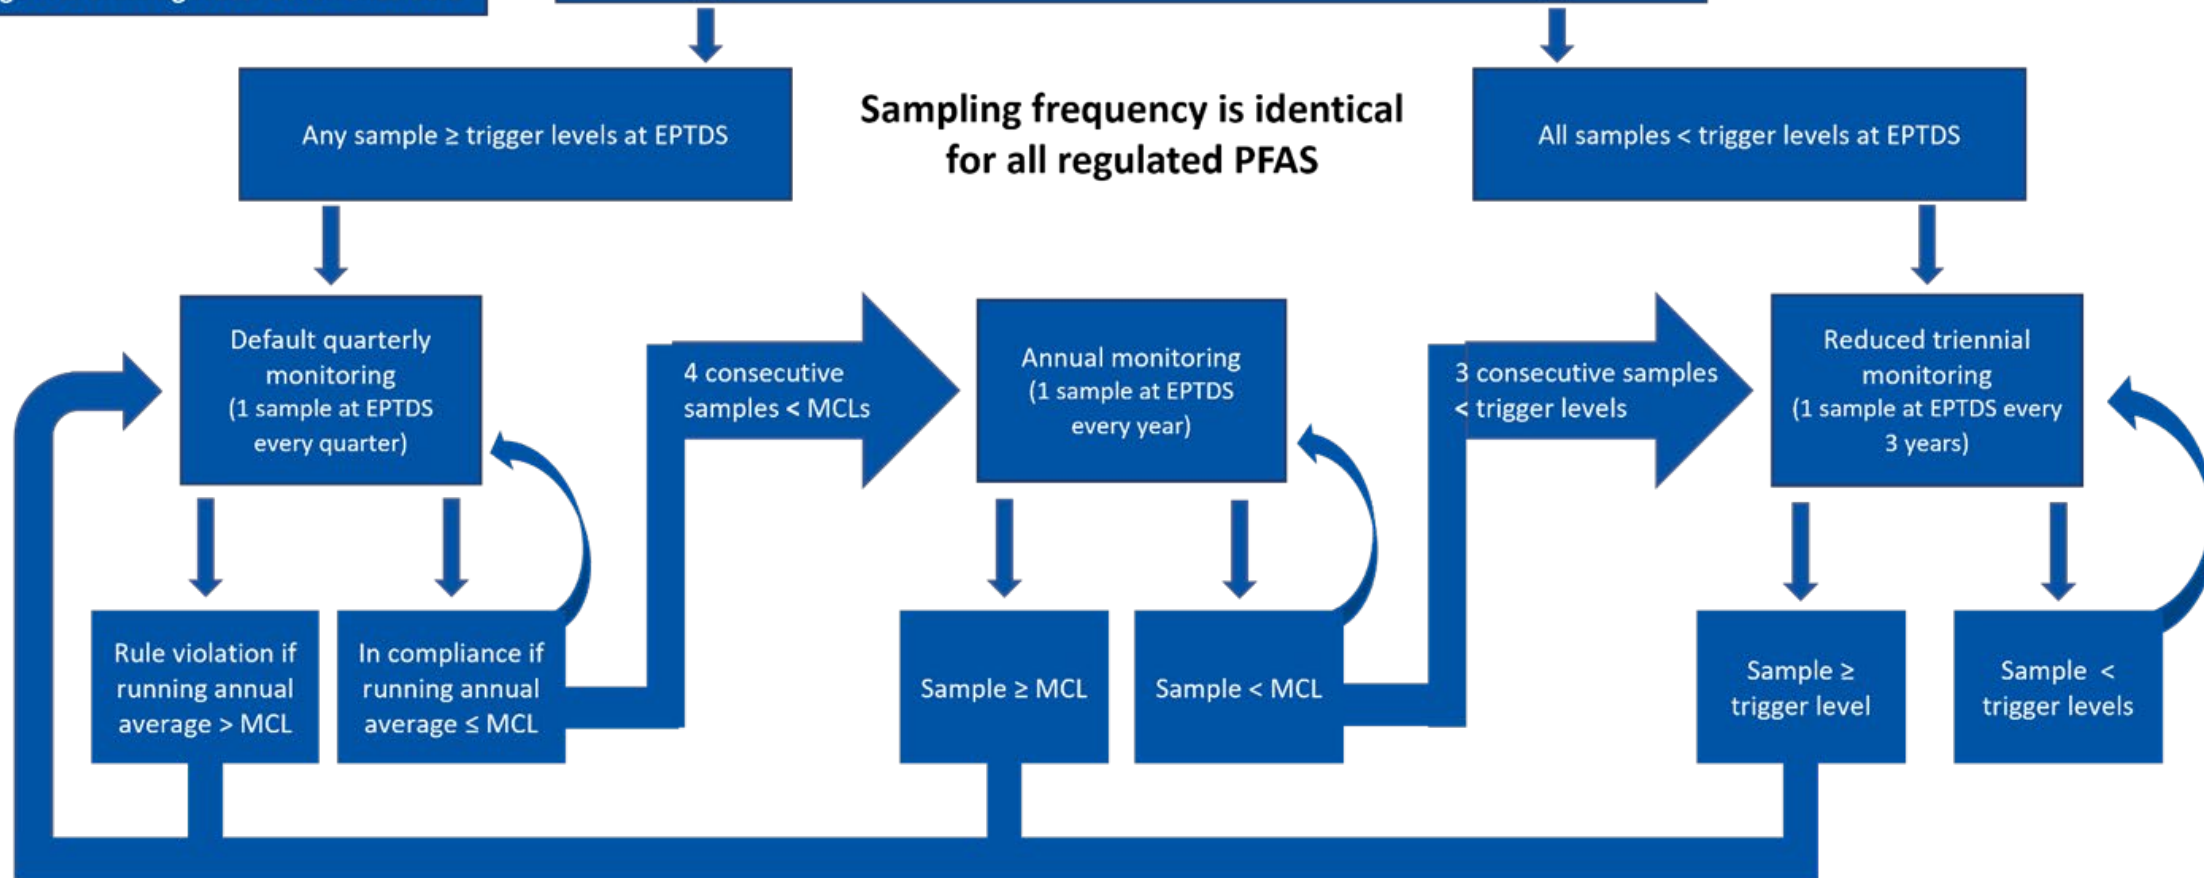 Any sample ≥ trigger levels at EPTDS
Sampling frequency is identical
for all regulated PFAS
All samples < trigger levels at EPTDS
Default quarterly
monitoring
(1 sample at EPTDS
every quarter)
4 consecutive
samples < MCLs
Annual monitoring
(1 sample at EPTDS
every year)
3 consecutive samples
< trigger levels
Reduced triennial
monitoring
(1 sample at EPTDS every
3 years)
Rule violation if
running annual
average > MCL
In compliance if
running annual
average ≤ MCL
Sample ≥ MCL
Sample < MCL
Sample ≥
trigger level
Sample <
trigger levels